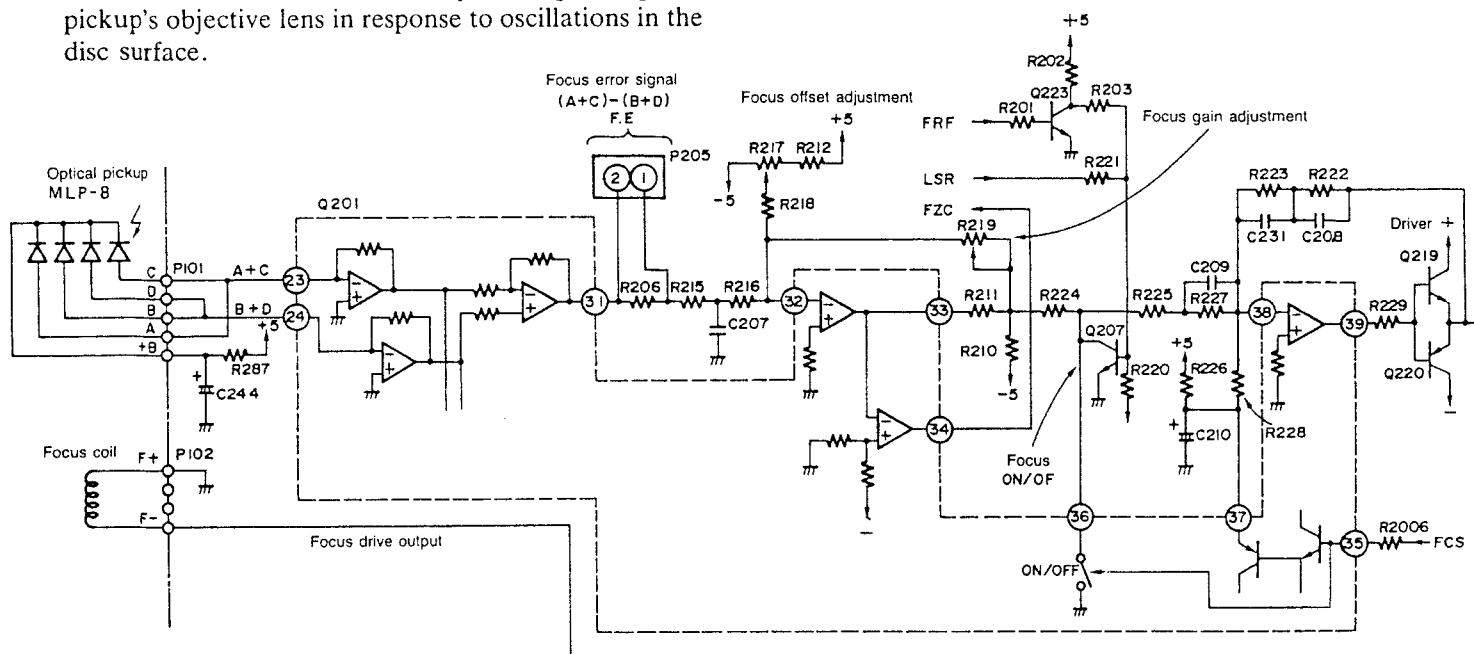 pickup's objective lens in response to oscillations in the
disc surface.
Focus error signal
(A+C)-(B+D)
F.E
P205
2 1
Focus offset adjustment
+5
R217 R212
-5
R218
+5
R202
Q223
R203
FRF
R201
Focus gain adjustment
LSR
R221
FZC
R219
R223 R222
C231 C208
Driver +
Q219
Optical pickup
MLP-8
Q201
C P101 A+C 23
D
B B+D 24
A +5
+B
R287
C244
31
R206 R215 R216
C207
32
33
R211
R224
R210
-5
Q207
R220
R225
C209
R227
38
39
R229
Q220
+5
R226
C210
R228
34
Focus
ON/OF
Focus coil
F+ P102
F-
Focus drive output
36
37
35
R2006
FCS
ON/OFF